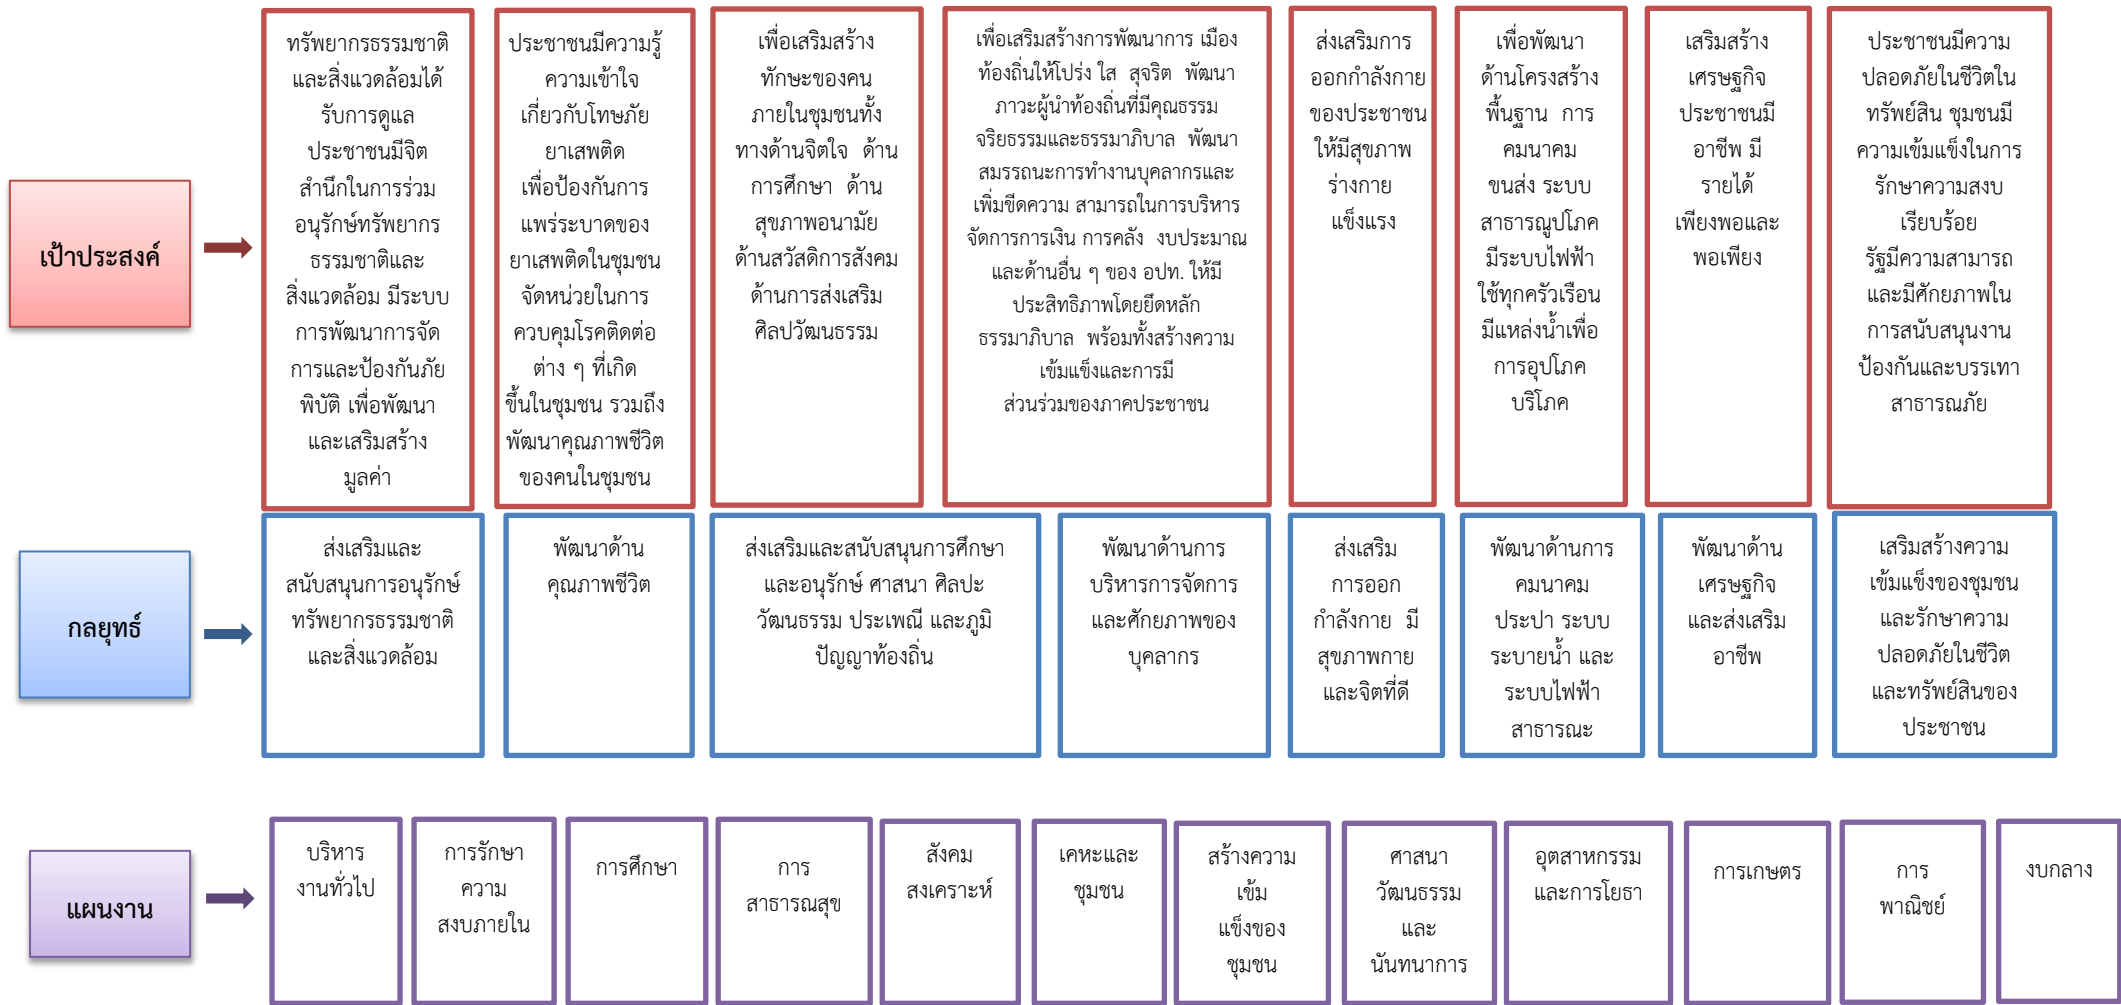 เป้าประสงค์
ทรัพยากรธรรมชาติ
และสิ่งแวดล้อมได้
รับการดูแล
ประชาชนมีจิต
สำนึกในการร่วม
อนุรักษ์ทรัพยากร
ธรรมชาติและ
สิ่งแวดล้อม มีระบบ
การพัฒนาการจัด
การและป้องกันภัย
พิบัติ เพื่อพัฒนา
และเสริมสร้าง
มูลค่า
ประชาชนมีความรู้
ความเข้าใจ
เกี่ยวกับโทษภัย
ยาเสพติด
เพื่อป้องกันการ
แพร่ระบาดของ
ยาเสพติดในชุมชน
จัดหน่วยในการ
ควบคุมโรคติดต่อ
ต่าง ๆ ที่เกิด
ขึ้นในชุมชน รวมถึง
พัฒนาคุณภาพชีวิต
ของคนในชุมชน
เพื่อเสริมสร้าง
ทักษะของคน
ภายในชุมชนทั้ง
ทางด้านจิตใจ ด้าน
การศึกษา ด้าน
สุขภาพอนามัย
ด้านสวัสดิการสังคม
ด้านการส่งเสริม
ศิลปวัฒนธรรม
เพื่อเสริมสร้างการพัฒนาการ เมือง
ท้องถิ่นให้โปร่ง ใส สุจริต พัฒนา
ภาวะผู้นำท้องถิ่นที่มีคุณธรรม
จริยธรรมและธรรมาภิบาล พัฒนา
สมรรถนะการทำงานบุคลากรและ
เพิ่มขีดความ สามารถในการบริหาร
จัดการการเงิน การคลัง งบประมาณ
และด้านอื่น ๆ ของ อปท. ให้มี
ประสิทธิภาพโดยยึดหลัก
ธรรมาภิบาล พร้อมทั้งสร้างความ
เข้มแข็งและการมี
ส่วนร่วมของภาคประชาชน
ส่งเสริมการ
ออกกำลังกาย
ของประชาชน
ให้มีสุขภาพ
ร่างกาย
แข็งแรง
เพื่อพัฒนา
ด้านโครงสร้าง
พื้นฐาน การ
คมนาคม
ขนส่ง ระบบ
สาธารณูปโภค
มีระบบไฟฟ้า
ใช้ทุกครัวเรือน
มีแหล่งน้ำเพื่อ
การอุปโภค
บริโภค
เสริมสร้าง
เศรษฐกิจ
ประชาชนมี
อาชีพ มี
รายได้
เพียงพอและ
พอเพียง
ประชาชนมีความ
ปลอดภัยในชีวิตใน
ทรัพย์สิน ชุมชนมี
ความเข้มแข็งในการ
รักษาความสงบ
เรียบร้อย
รัฐมีความสามารถ
และมีศักยภาพใน
การสนับสนุนงาน
ป้องกันและบรรเทา
สาธารณภัย
กลยุทธ์
ส่งเสริมและ
สนับสนุนการอนุรักษ์
ทรัพยากรธรรมชาติ
และสิ่งแวดล้อม
พัฒนาด้าน
คุณภาพชีวิต
ส่งเสริมและสนับสนุนการศึกษา
และอนุรักษ์ ศาสนา ศิลปะ
วัฒนธรรม ประเพณี และภูมิ
ปัญญาท้องถิ่น
พัฒนาด้านการ
บริหารการจัดการ
และศักยภาพของ
บุคลากร
ส่งเสริม
การออก
กำลังกาย มี
สุขภาพกาย
และจิตที่ดี
พัฒนาด้านการ
คมนาคม
ประปา ระบบ
ระบายน้ำ และ
ระบบไฟฟ้า
สาธารณะ
พัฒนาด้าน
เศรษฐกิจ
และส่งเสริม
อาชีพ
เสริมสร้างความ
เข้มแข็งของชุมชน
และรักษาความ
ปลอดภัยในชีวิต
และทรัพย์สินของ
ประชาชน
แผนงาน
บริหาร
งานทั่วไป
การรักษา
ความ
สงบภายใน
การศึกษา
การ
สาธารณสุข
สังคม
สงเคราะห์
เคหะและ
ชุมชน
สร้างความ
เข้ม
แข็งของ
ชุมชน
ศาสนา
วัฒนธรรม
และ
นันทนาการ
อุตสาหกรรม
และการโยธา
การเกษตร
การ
พาณิชย์
งบกลาง